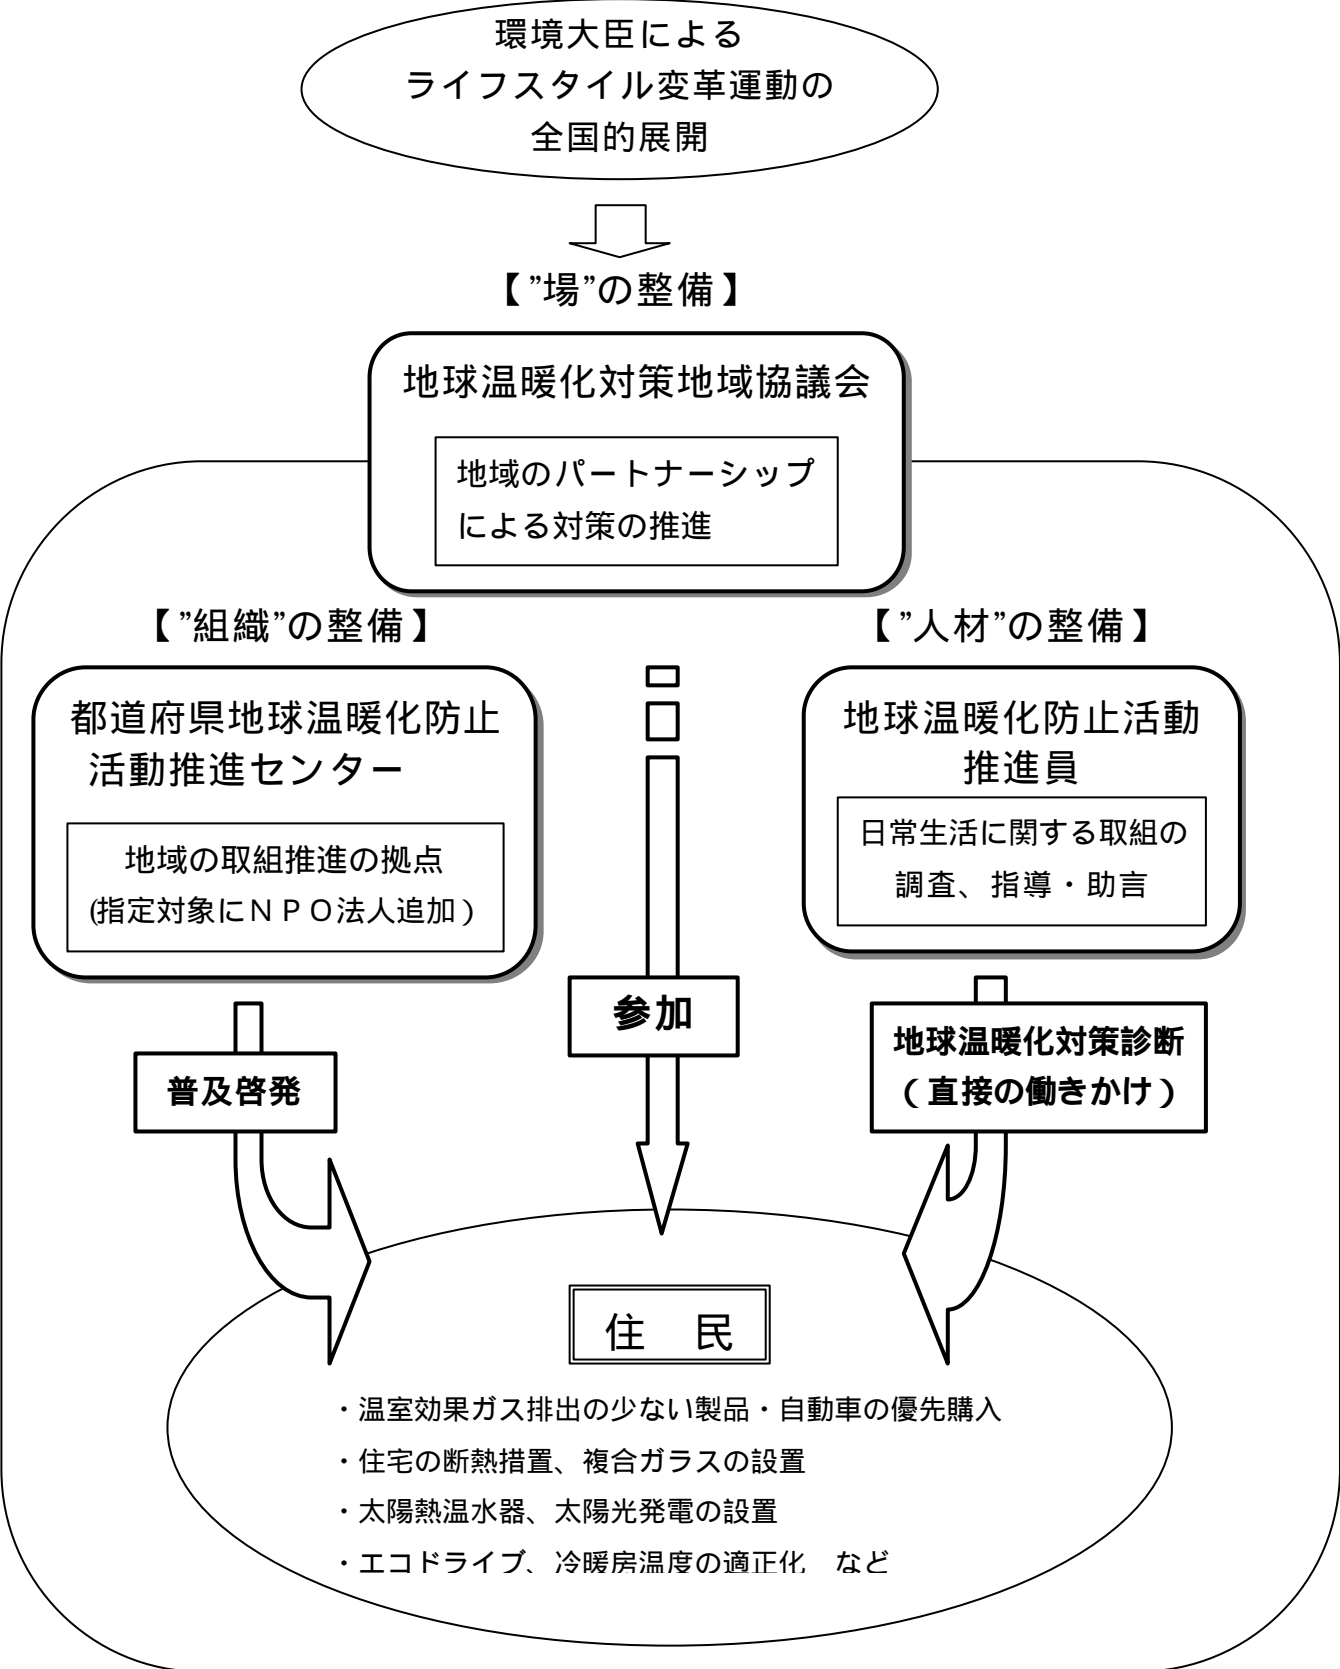 環境大臣による
ライフスタイル変革運動の
全国的展開
【”場”の整備】
地球温暖化対策地域協議会
地域のパートナーシップ
による対策の推進
【”組織”の整備】
都道府県地球温暖化防止
活動推進センター
地域の取組推進の拠点
(指定対象にＮＰＯ法人追加）
【”人材”の整備】
地球温暖化防止活動
推進員
日常生活に関する取組の
調査、指導・助言
普及啓発
参加
地球温暖化対策診断
（直接の働きかけ）
住　民
・温室効果ガス排出の少ない製品・自動車の優先購入
・住宅の断熱措置、複合ガラスの設置
・太陽熱温水器、太陽光発電の設置
・エコドライブ、冷暖房温度の適正化　など